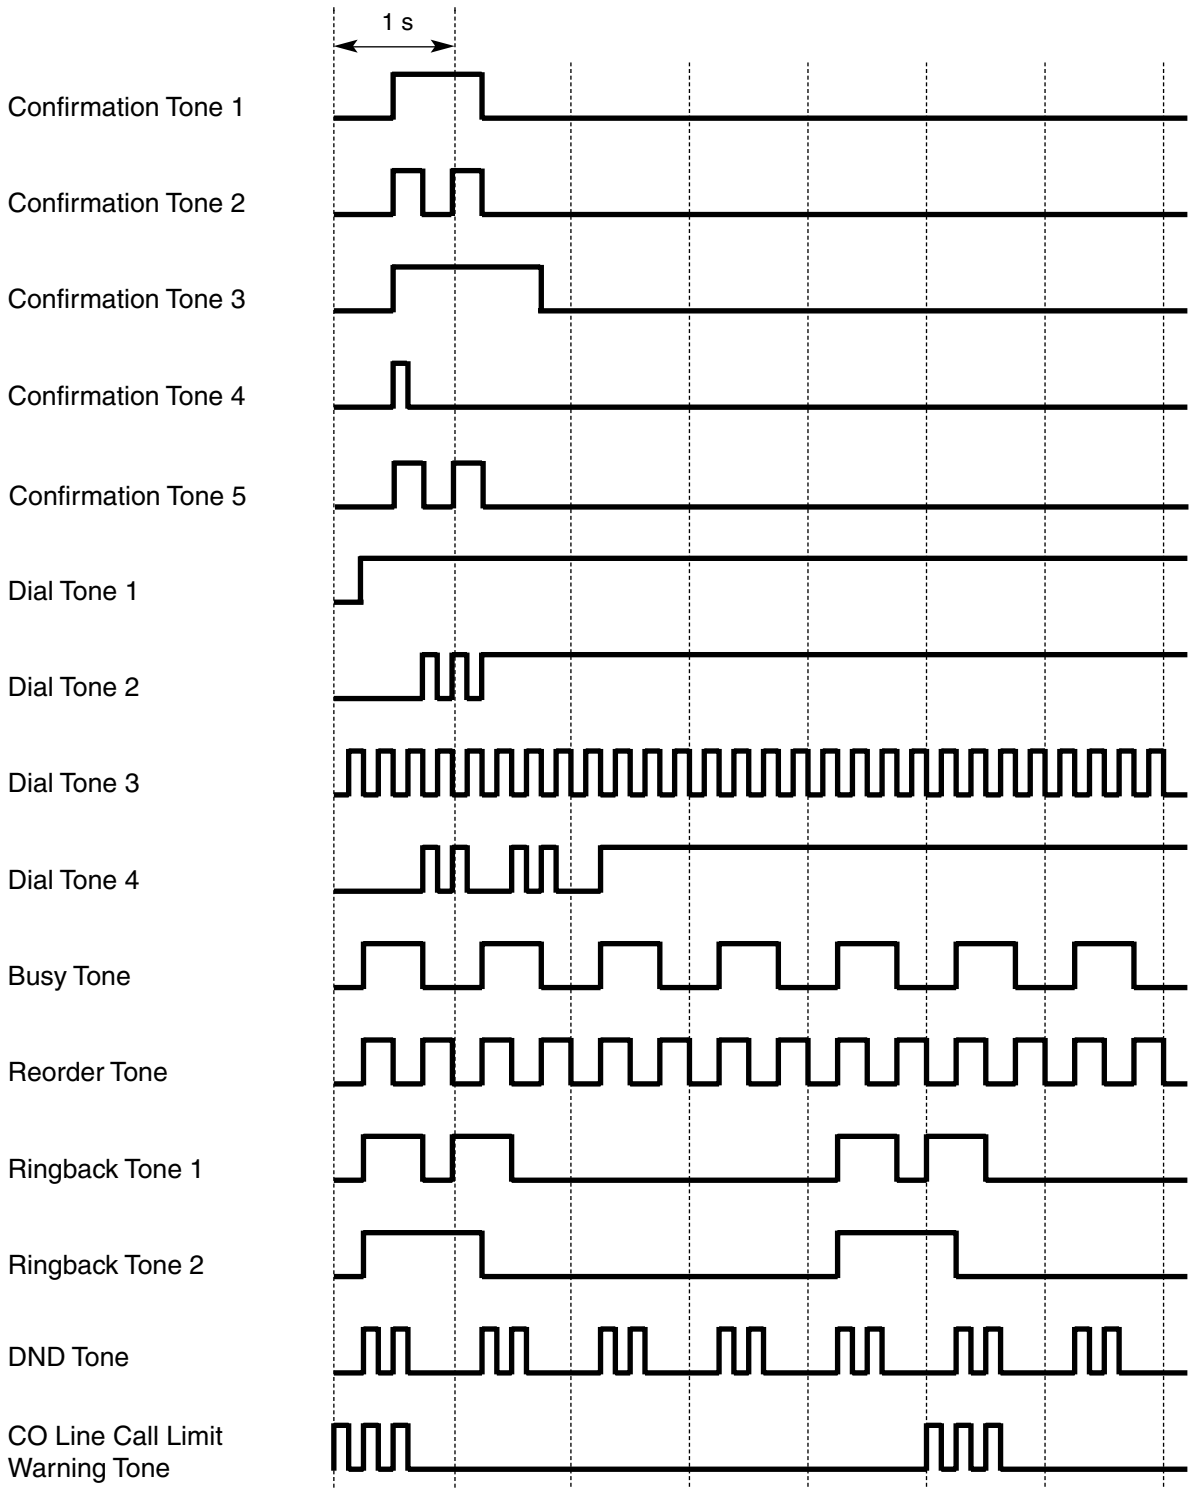 1 s
Confirmation Tone 1
Confirmation Tone 2
Confirmation Tone 3
Confirmation Tone 4
Confirmation Tone 5
Dial Tone 1
Dial Tone 2
Dial Tone 3
Dial Tone 4
Busy Tone
Reorder Tone
Ringback Tone 1
Ringback Tone 2
DND Tone
CO Line Call Limit
Warning Tone